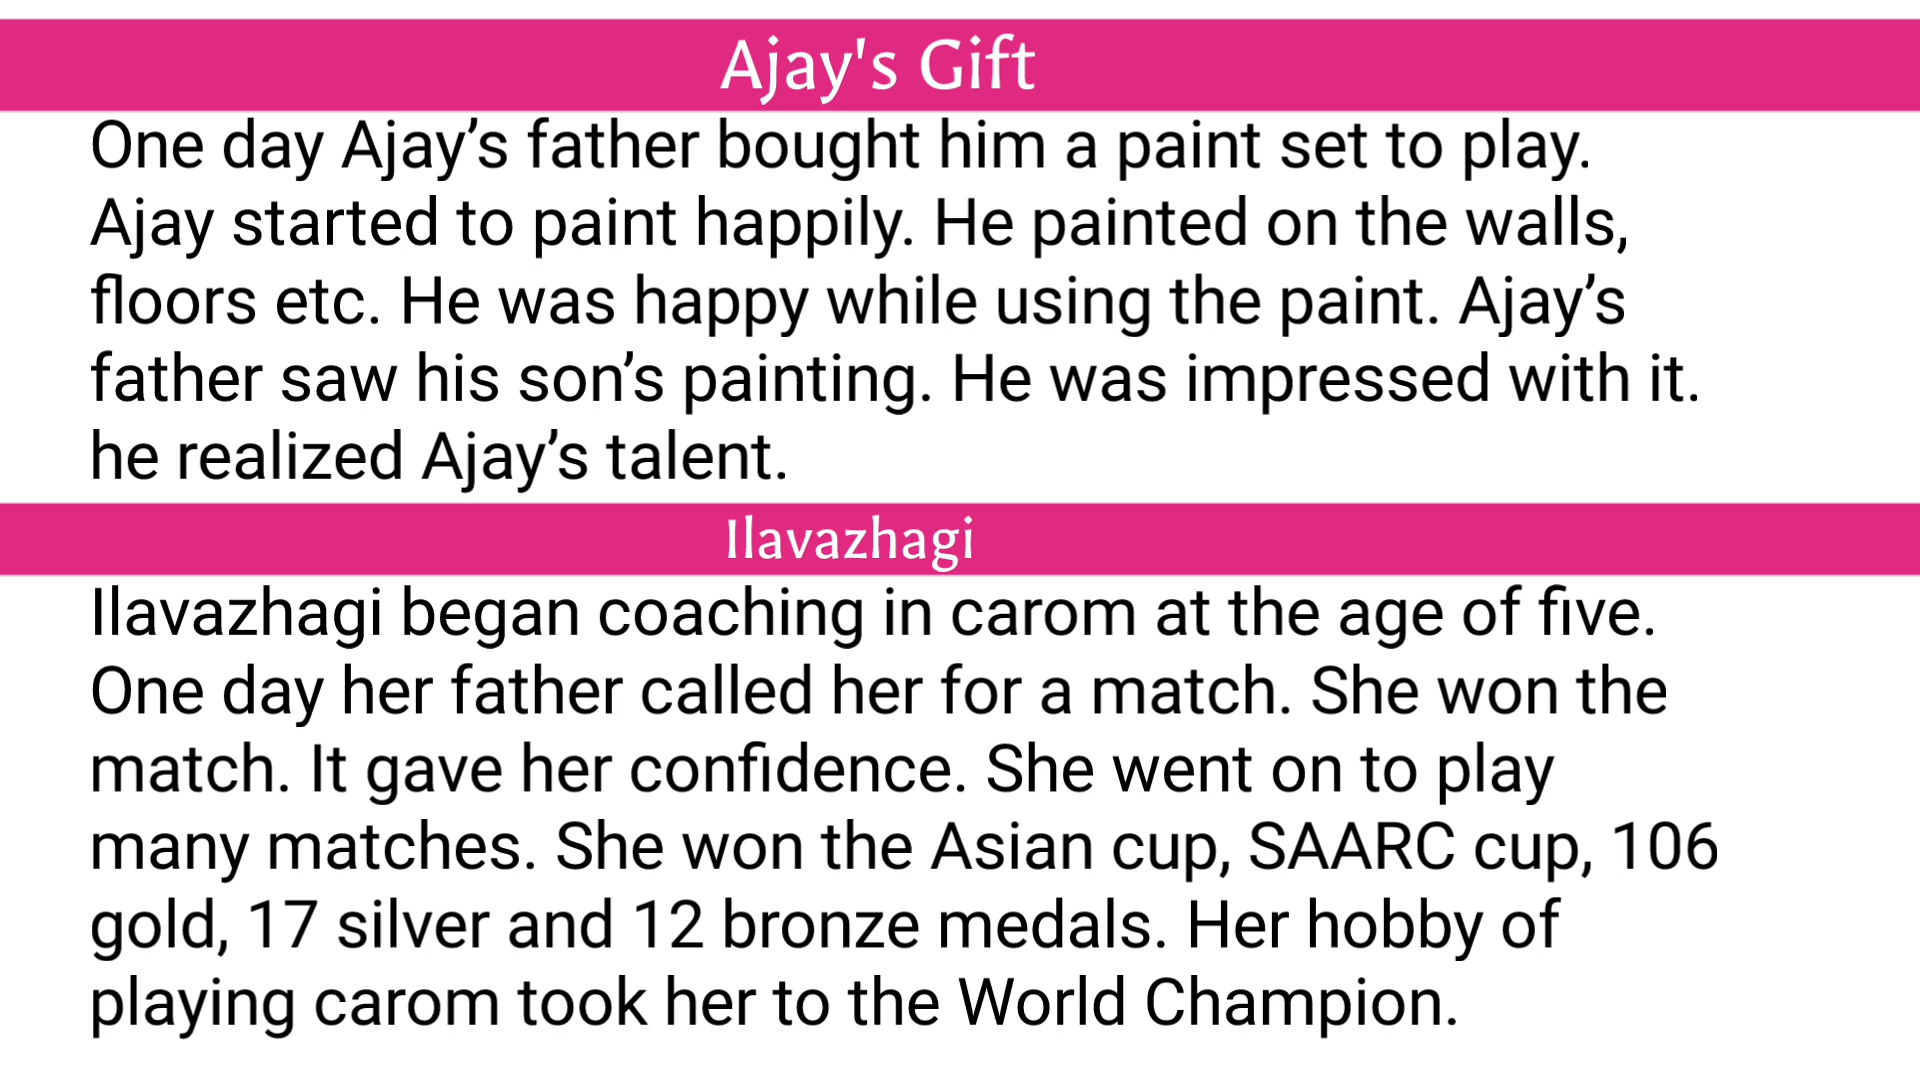 Ajay's Gift
One day Ajay’s father bought him a paint set to play.
Ajay started to paint happily. He painted on the walls,
floors etc. He was happy while using the paint. Ajay’s
father saw his son’s painting. He was impressed with it.
he realized Ajay’s talent.
Ilavazhagi
Ilavazhagi began coaching in carom at the age of five.
One day her father called her for a match. She won the
match. It gave her confidence. She went on to play
many matches. She won the Asian cup, SAARC cup, 106
gold, 17 silver and 12 bronze medals. Her hobby of
playing carom took her to the World Champion.